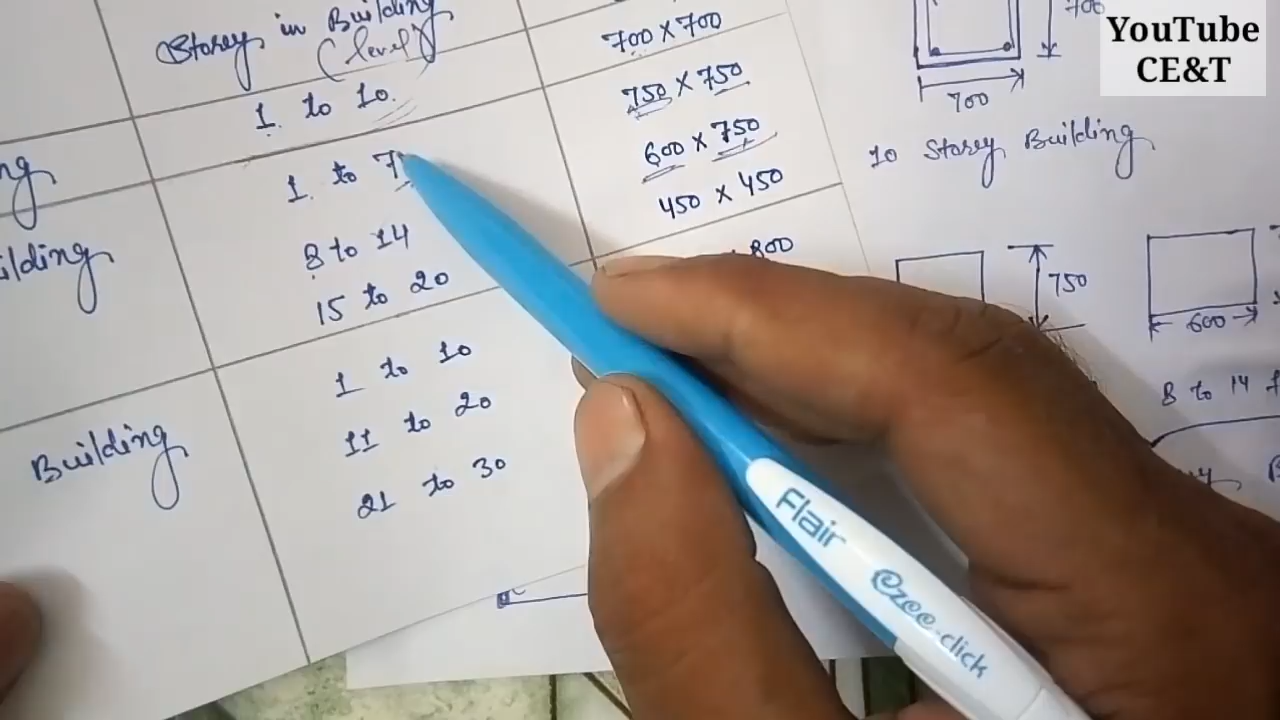 YouTube
CE&T
Storey in Building
(level)
1 to 10.
1 to 7
8 to 14
15 to 20
Building
1 to 10
11 to 20
21 to 30
700 X 700
750 X 750
600 X 750
450 X 450
800
700
700
10 Storey Building
750
600
8 to 14
Flair
Ezee-click